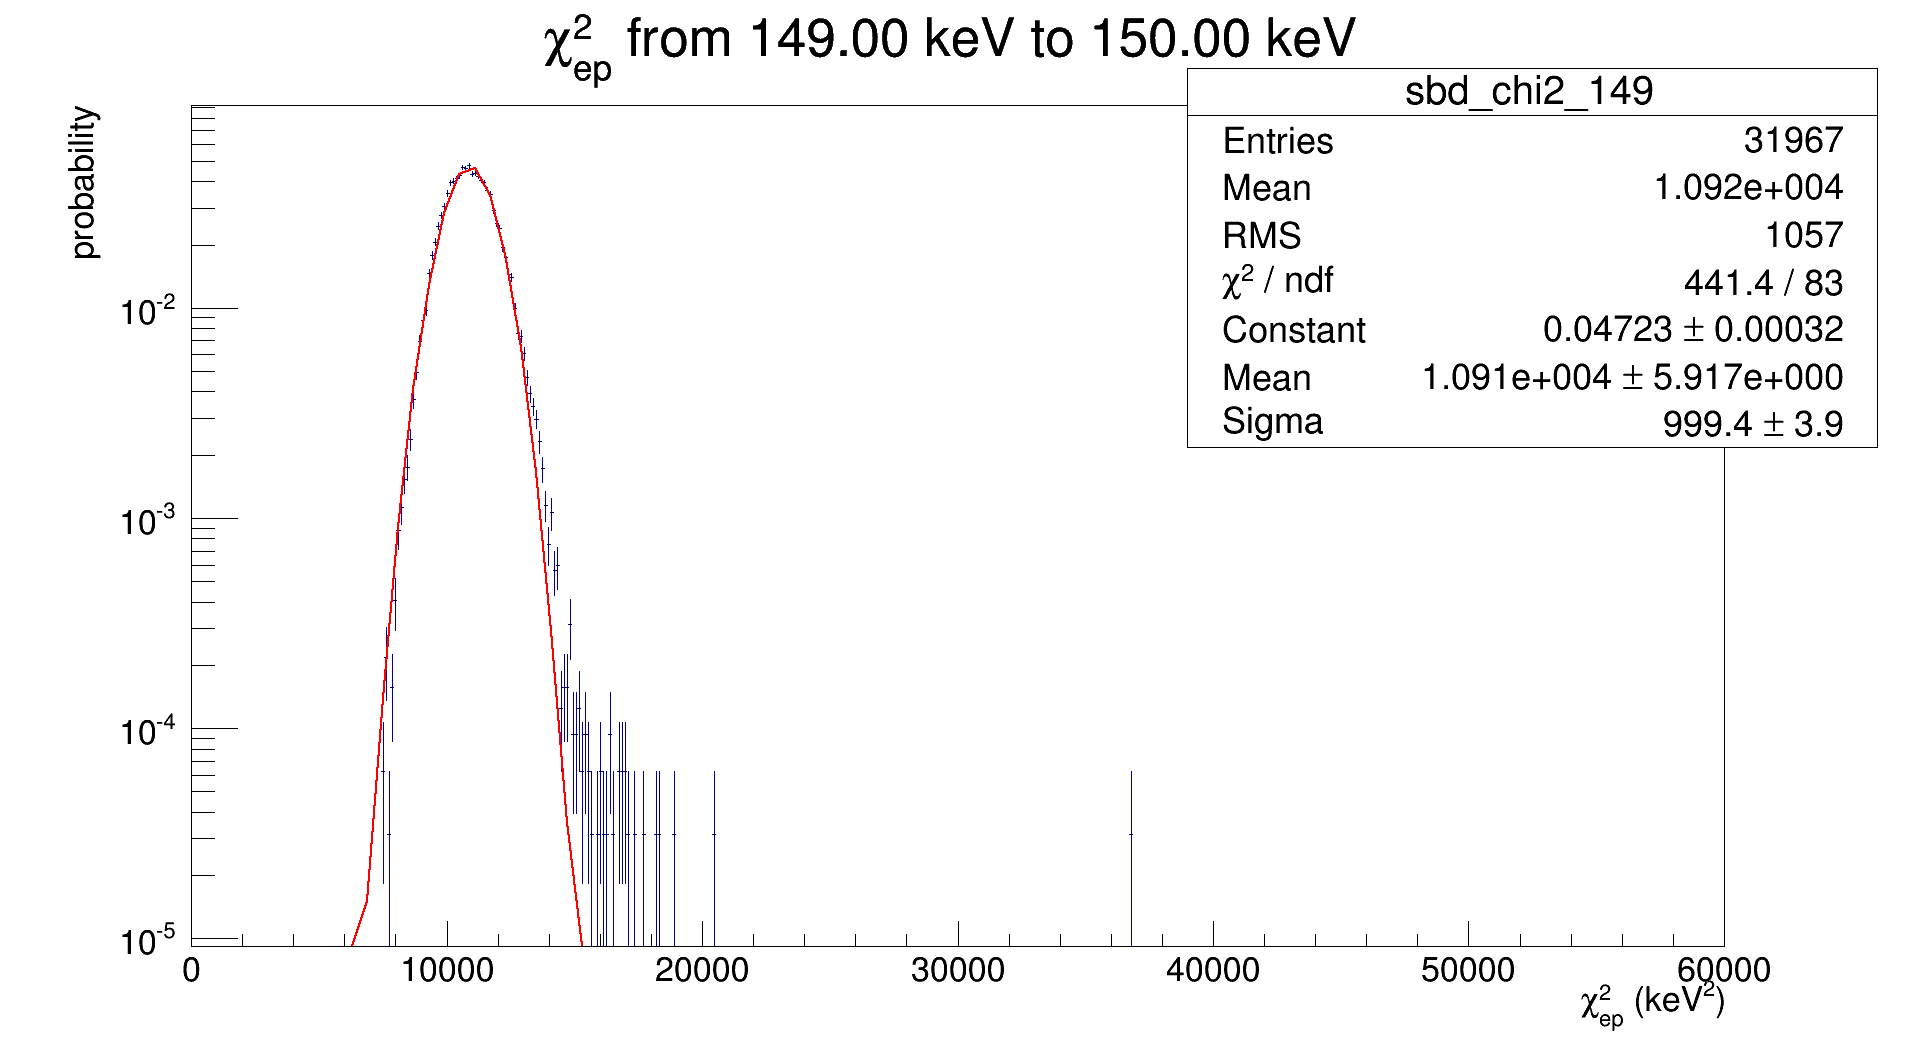 χ²ep from 149.00 keV to 150.00 keV
sbd_chi2_149
Entries 31967
Mean 1.092e+004
RMS 1057
χ² / ndf 441.4 / 83
Constant 0.04723 ± 0.00032
Mean 1.091e+004 ± 5.917e+000
Sigma 999.4 ± 3.9
probability
10⁻²
10⁻³
10⁻⁴
10⁻⁵
0 10000 20000 30000 40000 50000 60000
χ²ep (keV²)